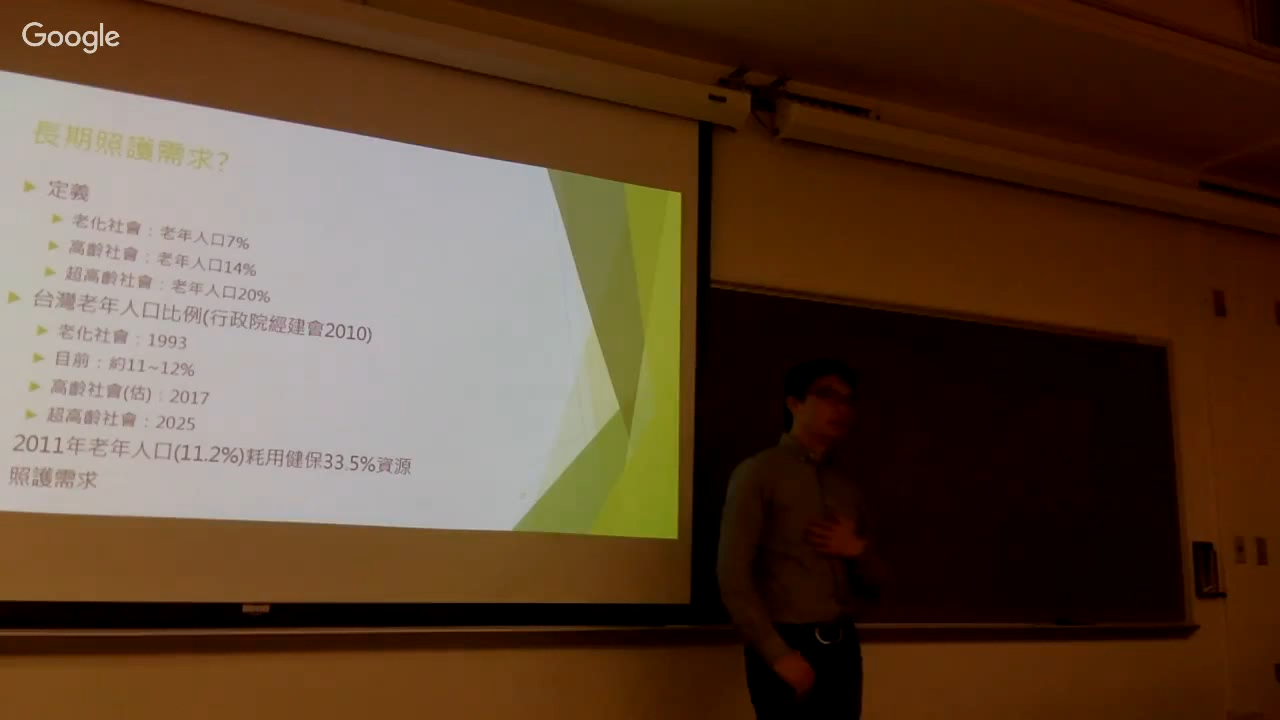 Google
長期照護需求?
定義
老化社會：老年人口7%
高齡社會：老年人口14%
超高齡社會：老年人口20%
台灣老年人口比例(行政院經建會2010)
老化社會：1993
目前：約11~12%
高齡社會(估)：2017
超高齡社會：2025
2011年老年人口(11.2%)耗用健保33.5%資源
照護需求